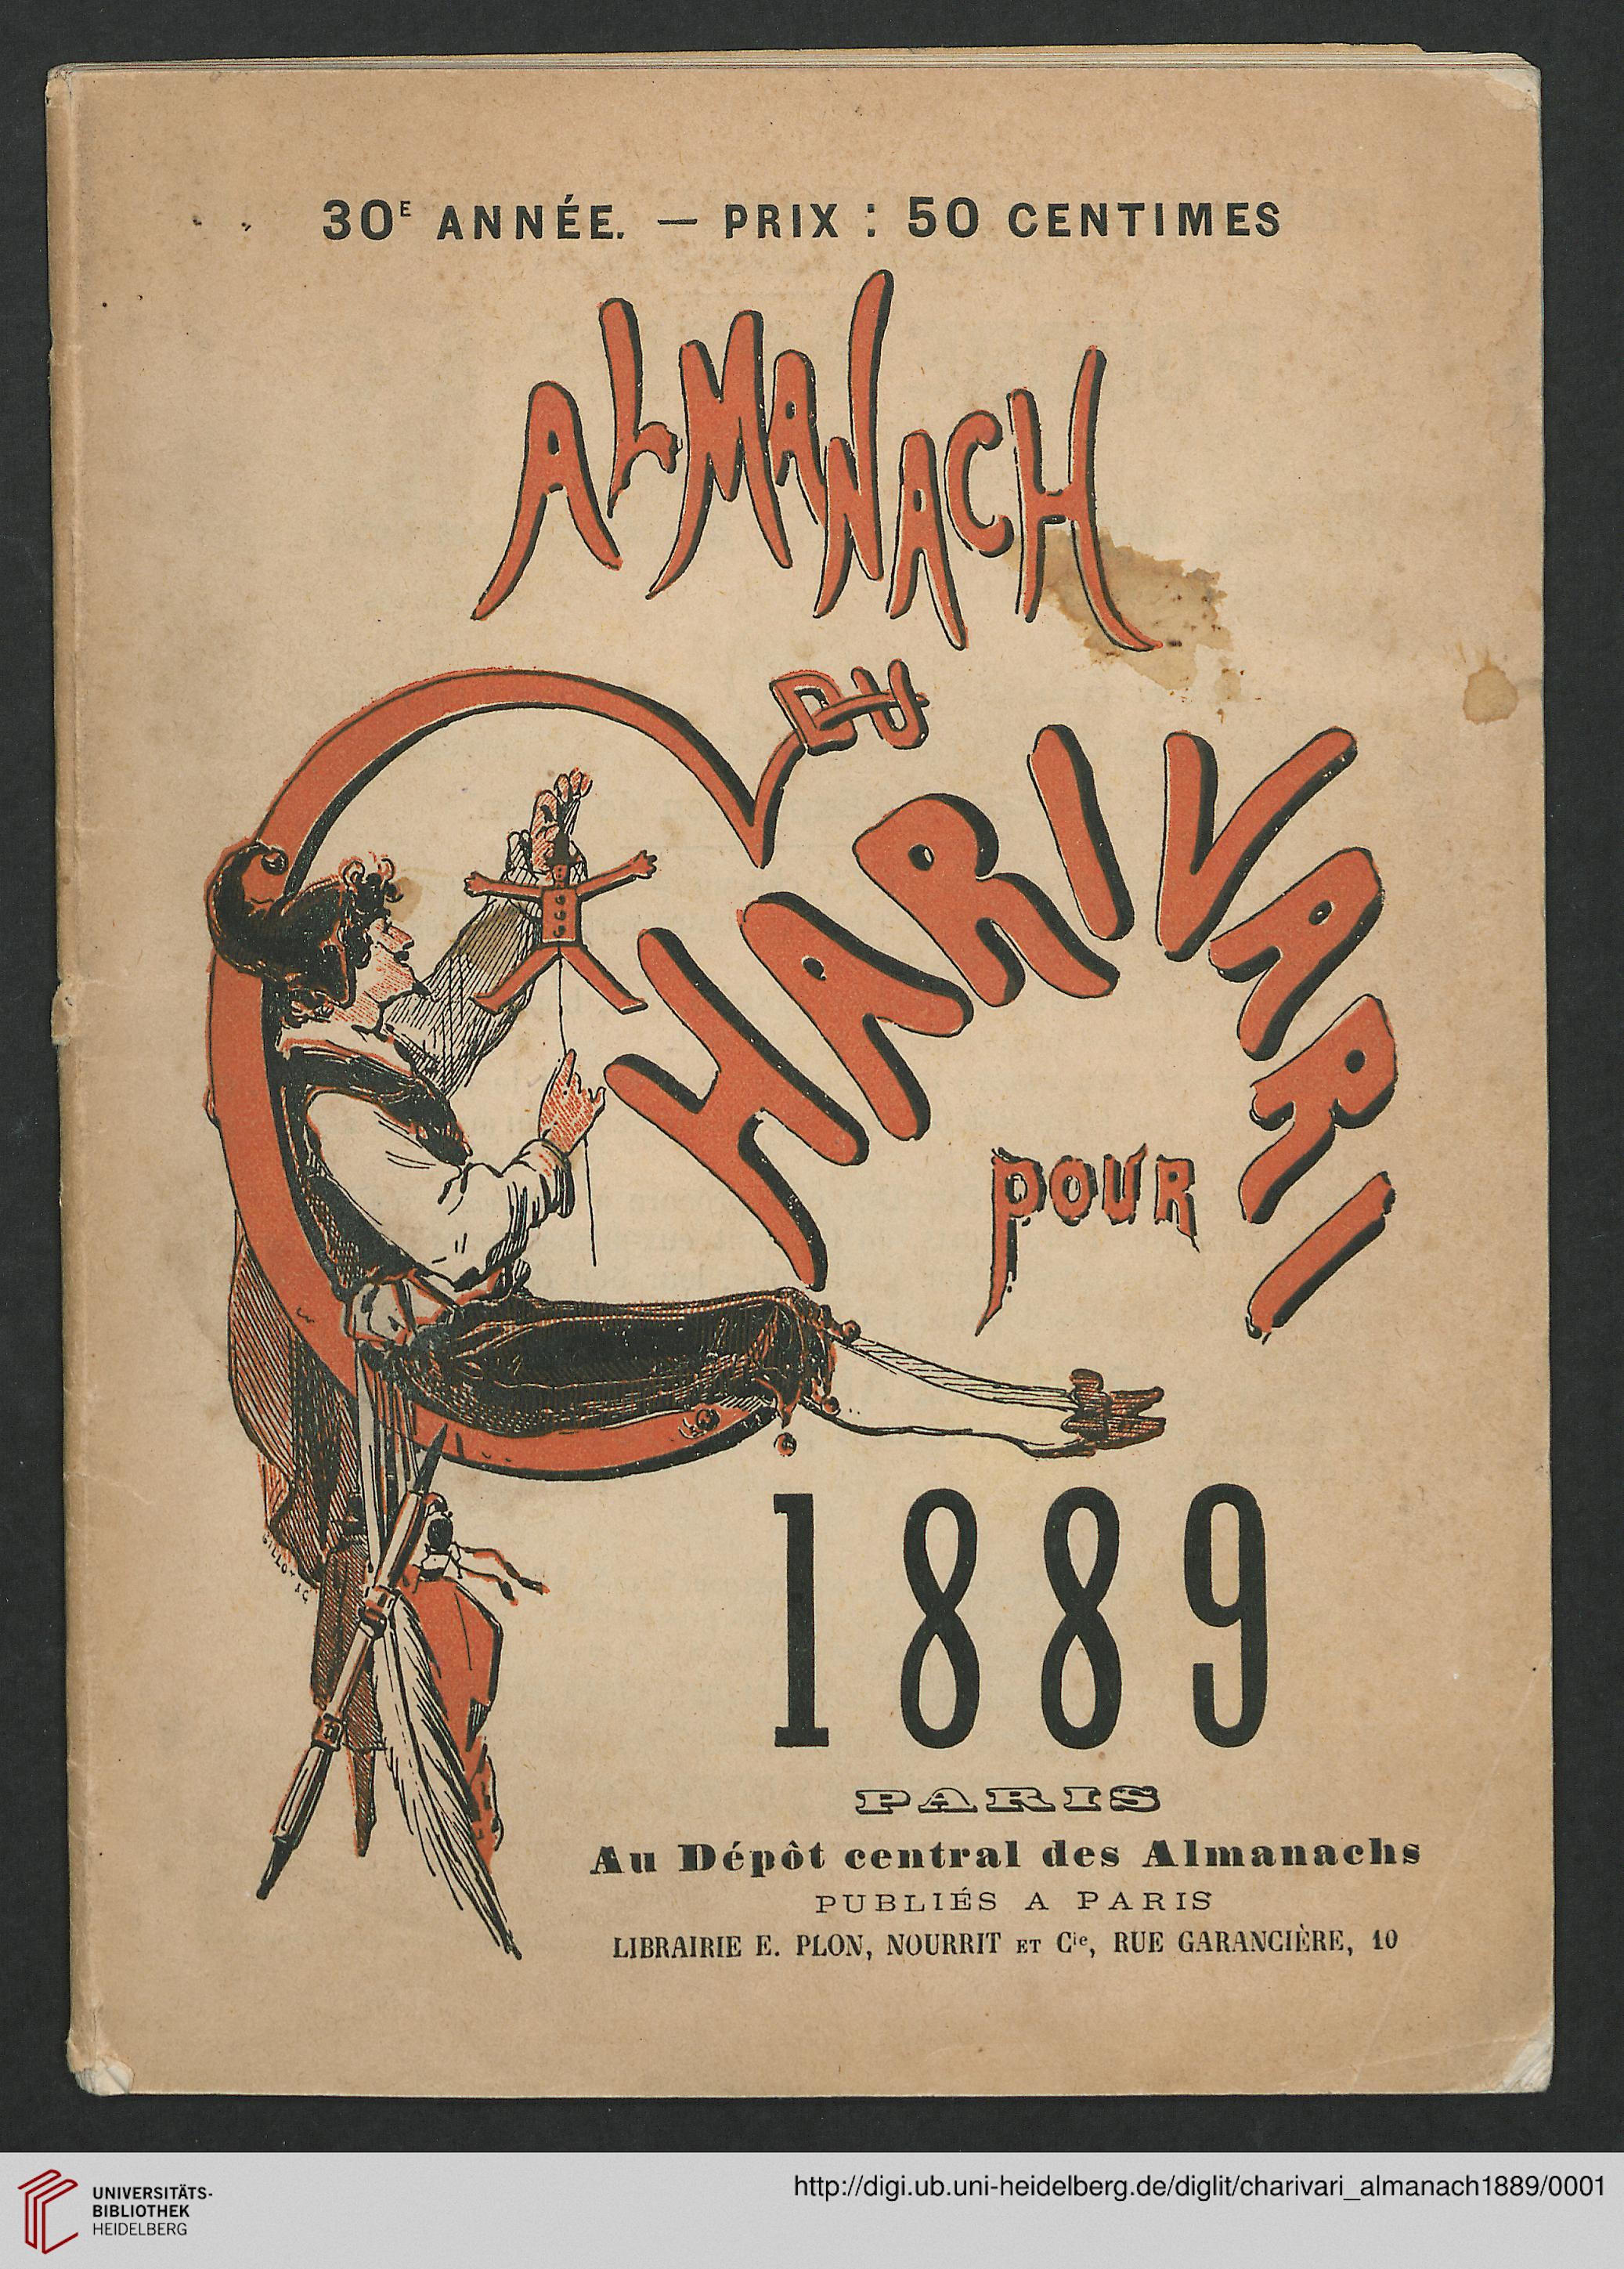 30E ANNÉE. — PRIX : 50 CENTIMES
ALMANACH
DU
CHARIVARI
POUR
1889
GILLOT SC
PARIS
Au Dépôt central des Almanachs
PUBLIÉS A PARIS
LIBRAIRIE E. PLON, NOURRIT ET Cie, RUE GARANCIÈRE, 10
UNIVERSITÄTS-
BIBLIOTHEK
HEIDELBERG
http://digi.ub.uni-heidelberg.de/diglit/charivari_almanach1889/0001